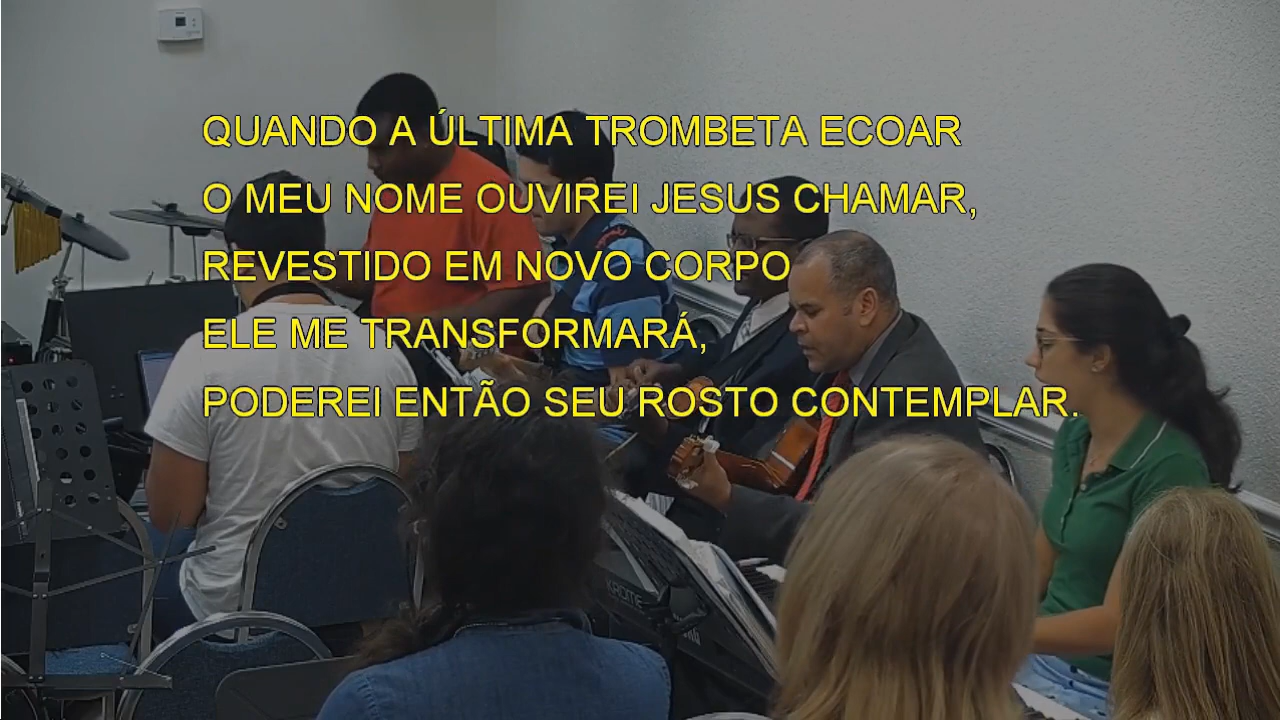 QUANDO A ÚLTIMA TROMBETA ECOAR
O MEU NOME OUVIREI JESUS CHAMAR,
REVESTIDO EM NOVO CORPO
ELE ME TRANSFORMARÁ,
PODEREI ENTÃO SEU ROSTO CONTEMPLAR.
KROME